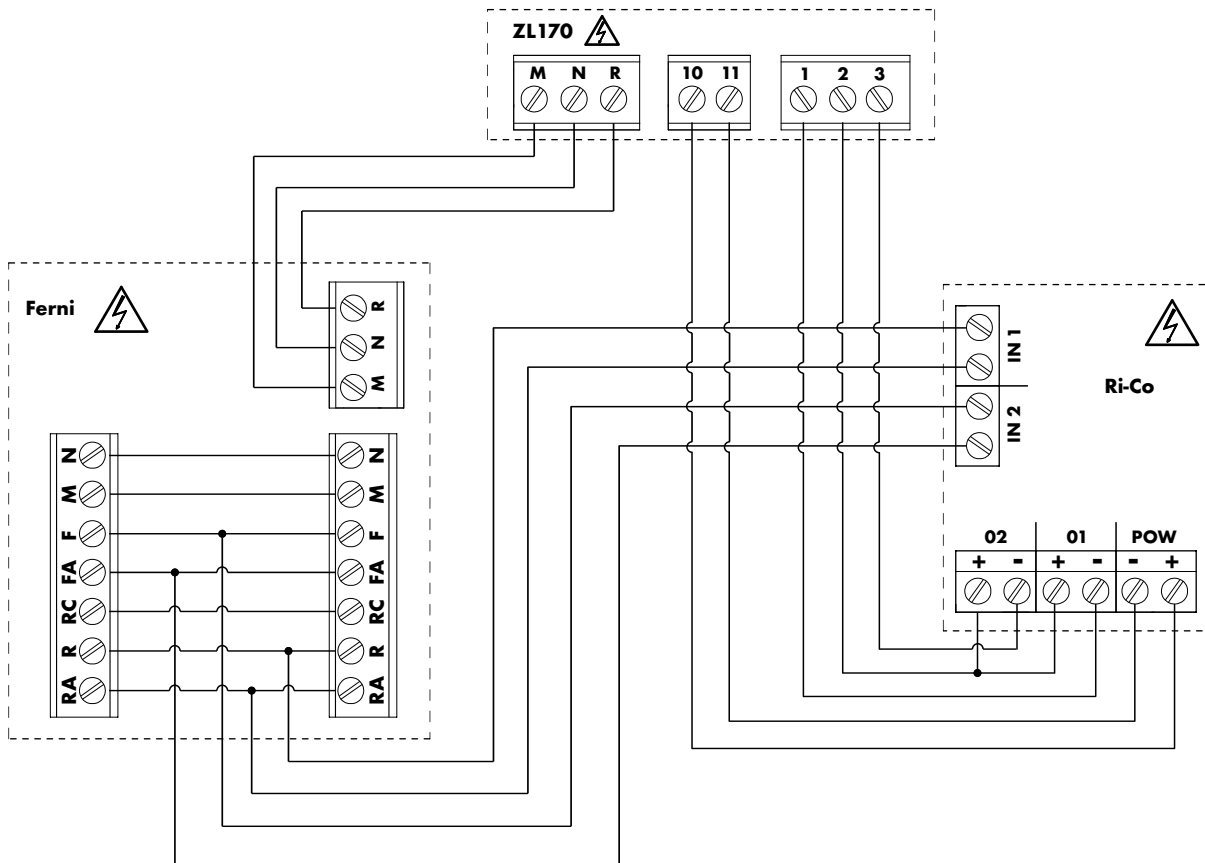 ZL170
M N R 10 11 1 2 3
Ferni
R
N
M
IN 1
IN 2
Ri-Co
N
M
F
FA
RC
R
RA
N
M
F
FA
RC
R
RA
02 01 POW
+ - + - - +